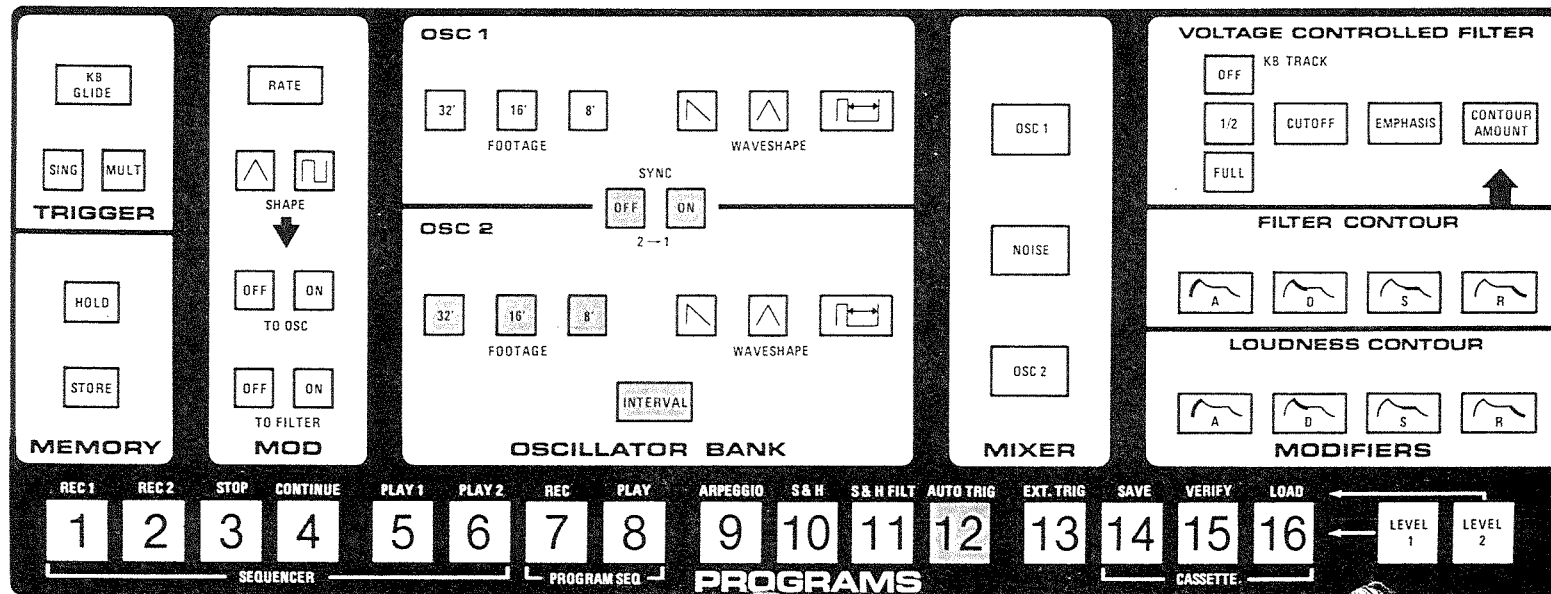 KB
GLIDE
SING MULT
TRIGGER
HOLD
STORE
MEMORY
RATE
SHAPE
OFF ON
TO OSC
OFF ON
TO FILTER
MOD
OSC 1
32' 16' 8'
FOOTAGE WAVESHAPE
SYNC
OFF ON
2→1
OSC 2
32' 16' 8'
FOOTAGE WAVESHAPE
INTERVAL
OSCILLATOR BANK
OSC 1
NOISE
OSC 2
MIXER
VOLTAGE CONTROLLED FILTER
OFF KB TRACK
1/2 CUTOFF EMPHASIS CONTOUR
AMOUNT
FULL
FILTER CONTOUR
A D S R
LOUDNESS CONTOUR
A D S R
MODIFIERS
REC 1 REC 2 STOP CONTINUE PLAY 1 PLAY 2 REC PLAY ARPEGGIO S & H S & H FILT AUTO TRIG EXT. TRIG SAVE VERIFY LOAD
1 2 3 4 5 6 7 8 9 10 11 12 13 14 15 16
LEVEL
1
LEVEL
2
SEQUENCER PROGRAM SEQ PROGRAMS CASSETTE.